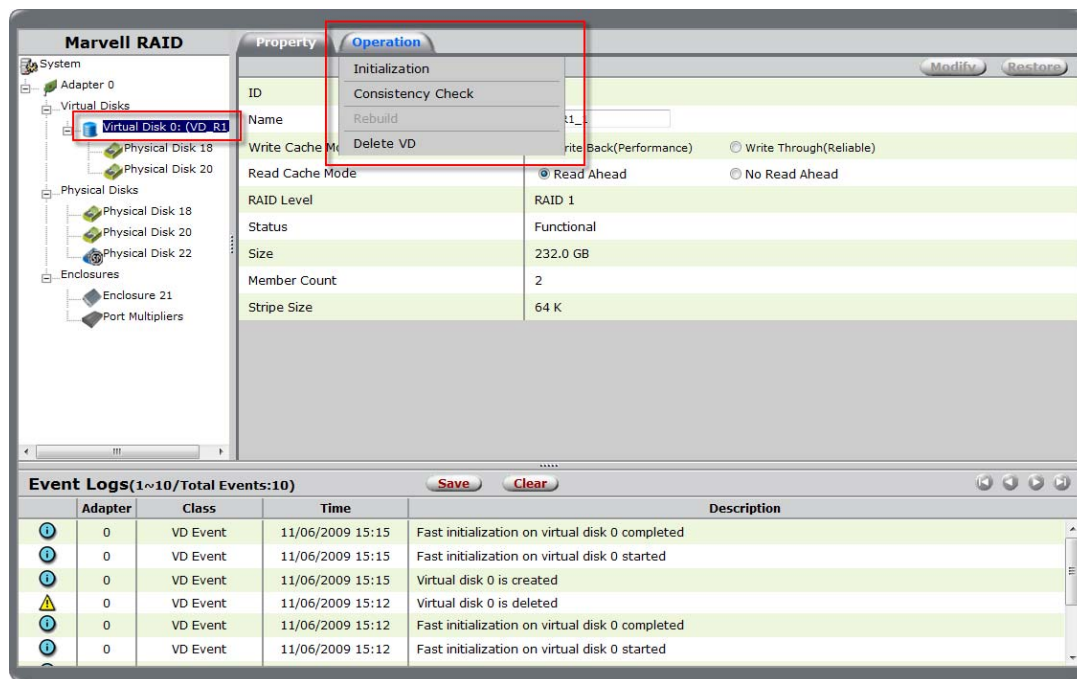 Marvell RAID
System
Adapter 0
Virtual Disks
Virtual Disk 0: (VD_R1
Physical Disk 18
Physical Disk 20
Physical Disks
Physical Disk 18
Physical Disk 20
Physical Disk 22
Enclosures
Enclosure 21
Port Multipliers
Property Operation
Initialization
Consistency Check
Rebuild
Delete VD
Modify Restore
ID
Name
Write Cache Mo Write Through(Reliable)
Back(Performance)
Read Cache Mode Read Ahead No Read Ahead
RAID Level RAID 1
Status Functional
Size 232.0 GB
Member Count 2
Stripe Size 64 K
Event Logs(1~10/Total Events:10) Save Clear
Adapter Class Time Description
0 VD Event 11/06/2009 15:15 Fast initialization on virtual disk 0 completed
0 VD Event 11/06/2009 15:15 Fast initialization on virtual disk 0 started
0 VD Event 11/06/2009 15:15 Virtual disk 0 is created
0 VD Event 11/06/2009 15:12 Virtual disk 0 is deleted
0 VD Event 11/06/2009 15:12 Fast initialization on virtual disk 0 completed
0 VD Event 11/06/2009 15:12 Fast initialization on virtual disk 0 started